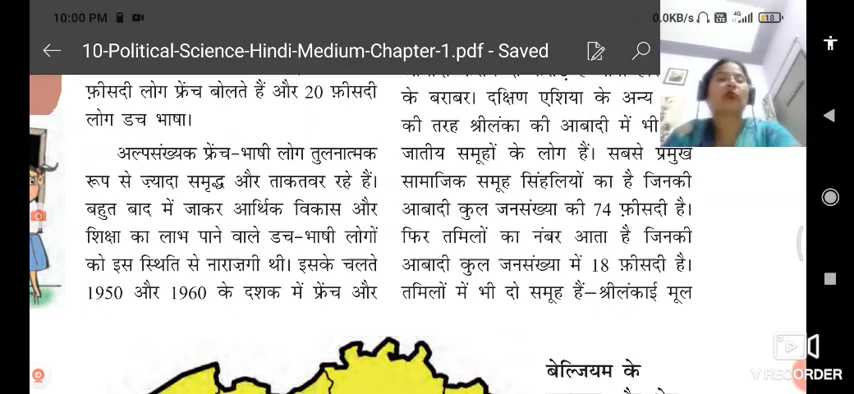 10:00 PM
0.0KB/s
4G
18
10-Political-Science-Hindi-Medium-Chapter-1.pdf - Saved
फ़ीसदी लोग फ्रेंच बोलते हैं और 20 फ़ीसदी
लोग डच भाषा।
अल्पसंख्यक फ्रेंच-भाषी लोग तुलनात्मक
रूप से ज़्यादा समृद्ध और ताकतवर रहे हैं।
बहुत बाद में जाकर आर्थिक विकास और
शिक्षा का लाभ पाने वाले डच-भाषी लोगों
को इस स्थिति से नाराज़गी थी। इसके चलते
1950 और 1960 के दशक में फ्रेंच और
के बराबर। दक्षिण एशिया के अन्य
की तरह श्रीलंका की आबादी में भी
जातीय समूहों के लोग हैं। सबसे प्रमुख
सामाजिक समूह सिंहलियों का है जिनकी
आबादी कुल जनसंख्या की 74 फ़ीसदी है।
फिर तमिलों का नंबर आता है जिनकी
आबादी कुल जनसंख्या में 18 फ़ीसदी है।
तमिलों में भी दो समूह हैं–श्रीलंकाई मूल
बेल्जियम के
VRECORDER